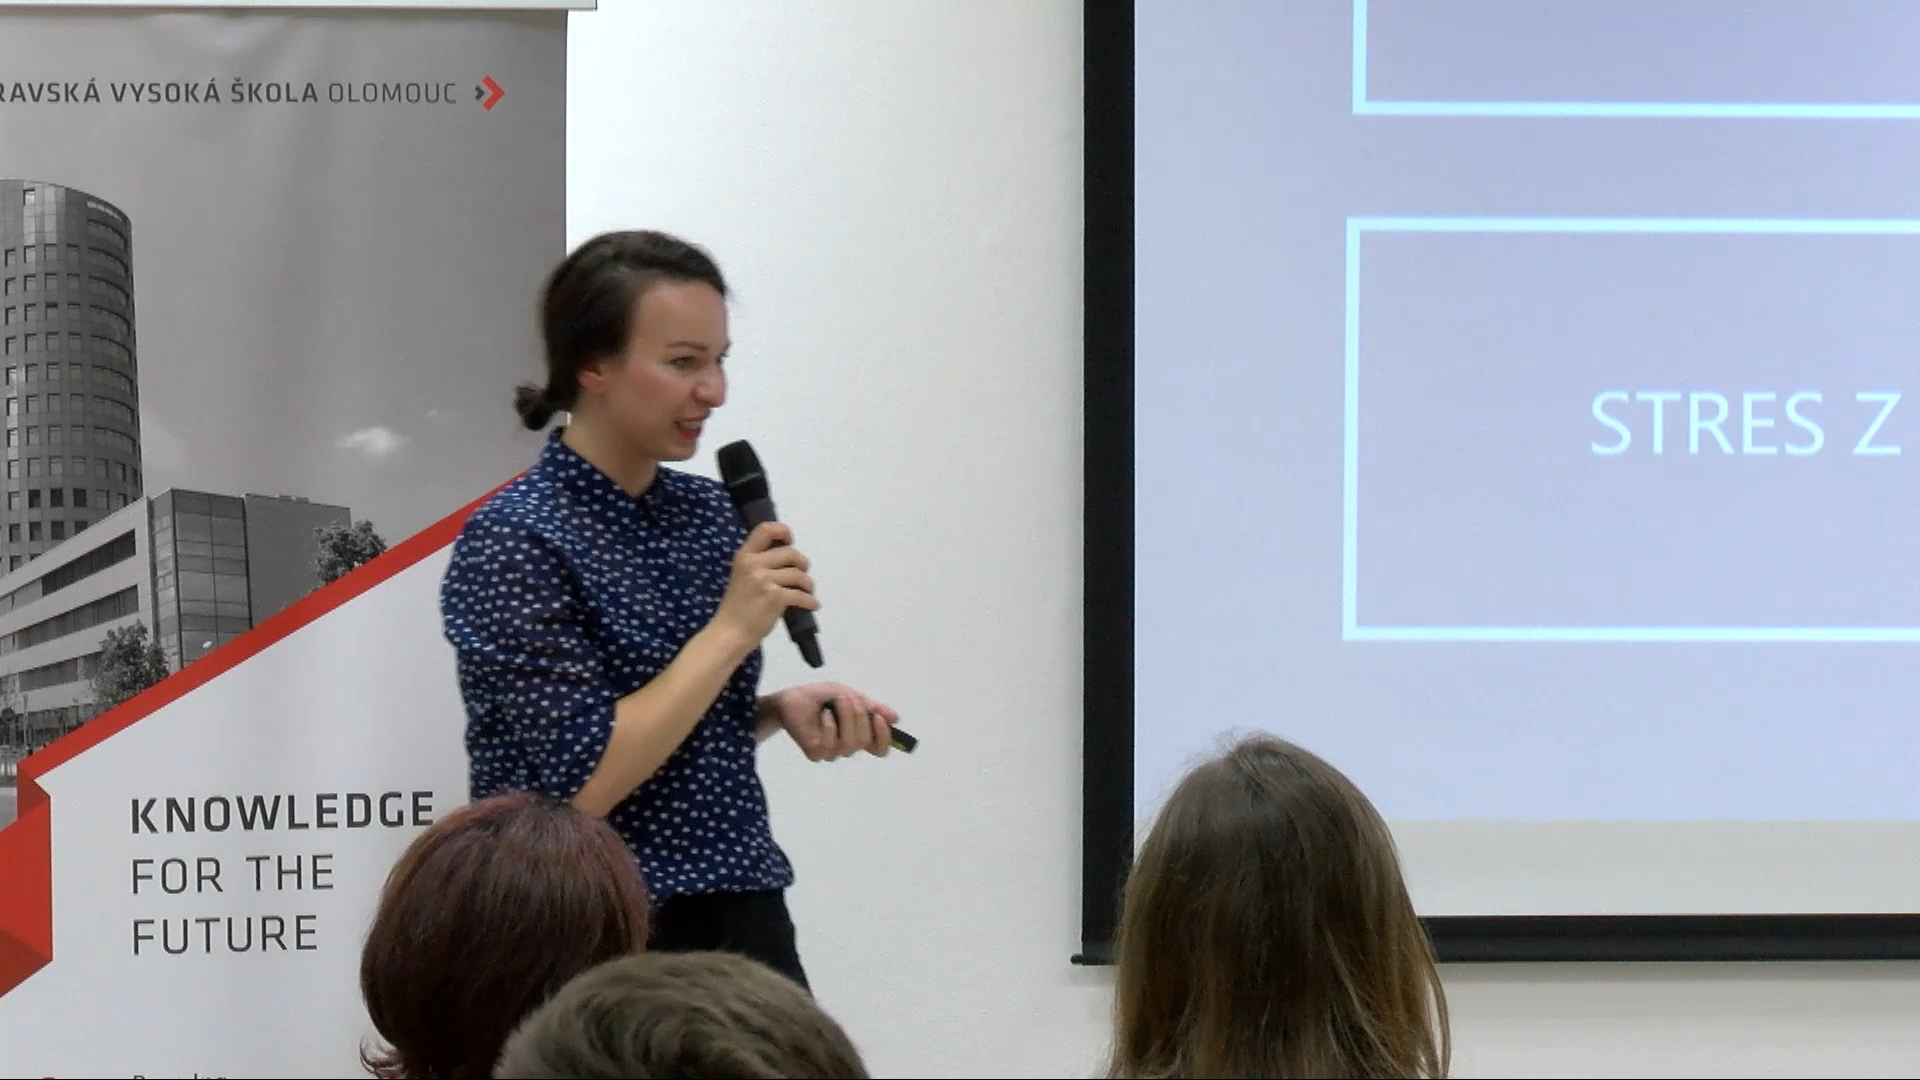 RAVSKÁ VYSOKÁ ŠKOLA OLOMOUC
STRES Z
KNOWLEDGE
FOR THE
FUTURE